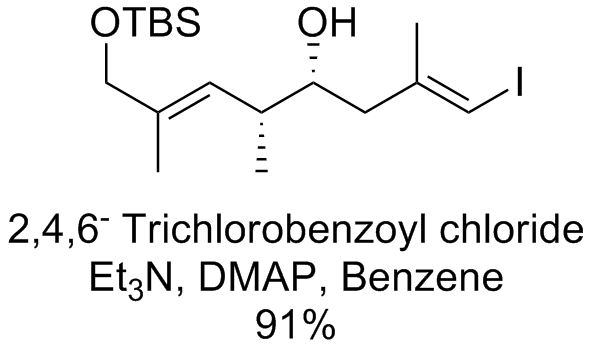 OTBS
OH
I
2,4,6- Trichlorobenzoyl chloride
Et₃N, DMAP, Benzene
91%